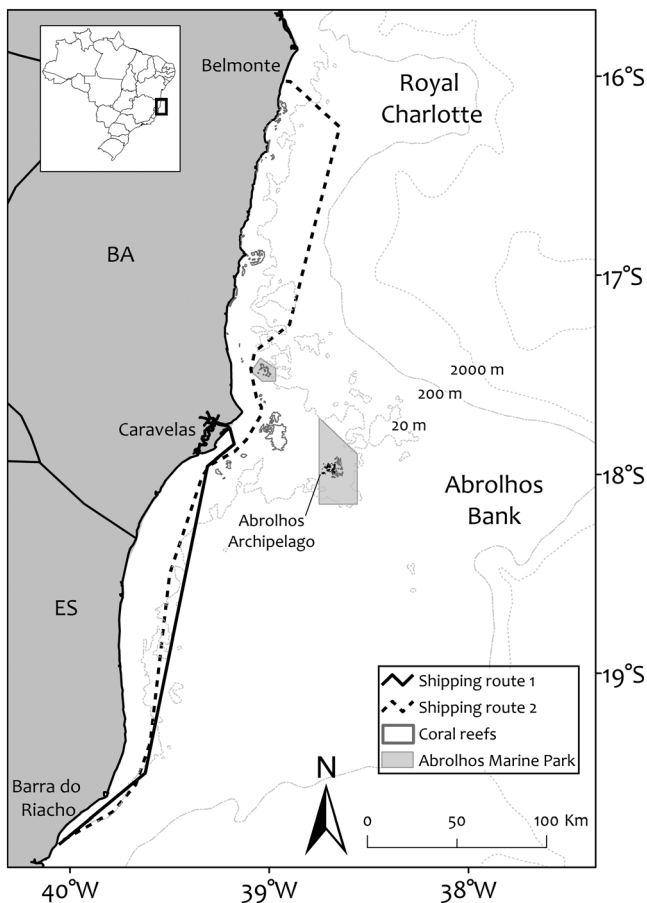 Belmonte
Royal
Charlotte
16°S
BA
17°S
2000 m
200 m
20 m
Caravelas
18°S
Abrolhos
Bank
Abrolhos
Archipelago
ES
19°S
Shipping route 1
Shipping route 2
Coral reefs
Abrolhos Marine Park
N
Barra do
Riacho
0 50 100 Km
40°W 39°W 38°W